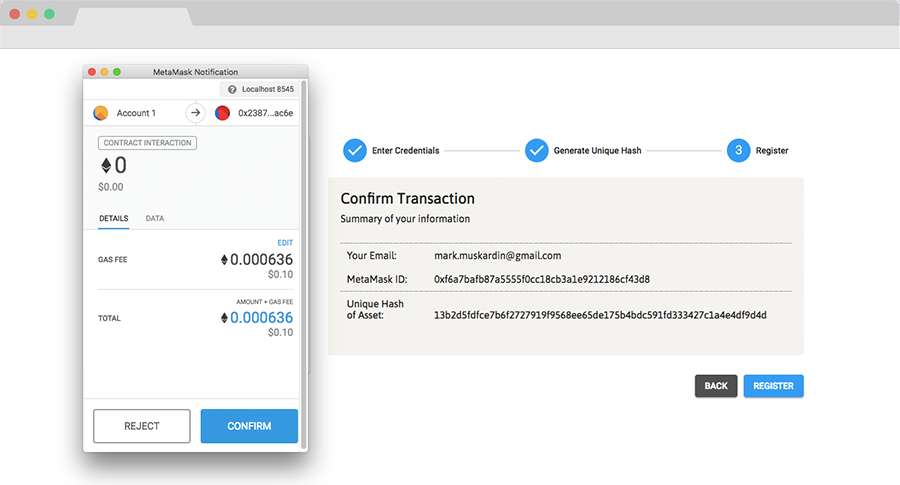 MetaMask Notification
Localhost 8545
Account 1
0x2387...ac6e
CONTRACT INTERACTION
0
$0.00
DETAILS DATA
EDIT
GAS FEE 0.000636
$0.10
AMOUNT + GAS FEE
TOTAL 0.000636
$0.10
REJECT CONFIRM
Enter Credentials Generate Unique Hash 3 Register
Confirm Transaction
Summary of your information
Your Email: mark.muskardin@gmail.com
MetaMask ID: 0xf6a7bafb87a5555f0cc18cb3a1e9212186cf43d8
Unique Hash
of Asset: 13b2d5fdfce7b6f2727919f9568ee65de175b4bdc591fd333427c1a4e4df9d4d
BACK REGISTER